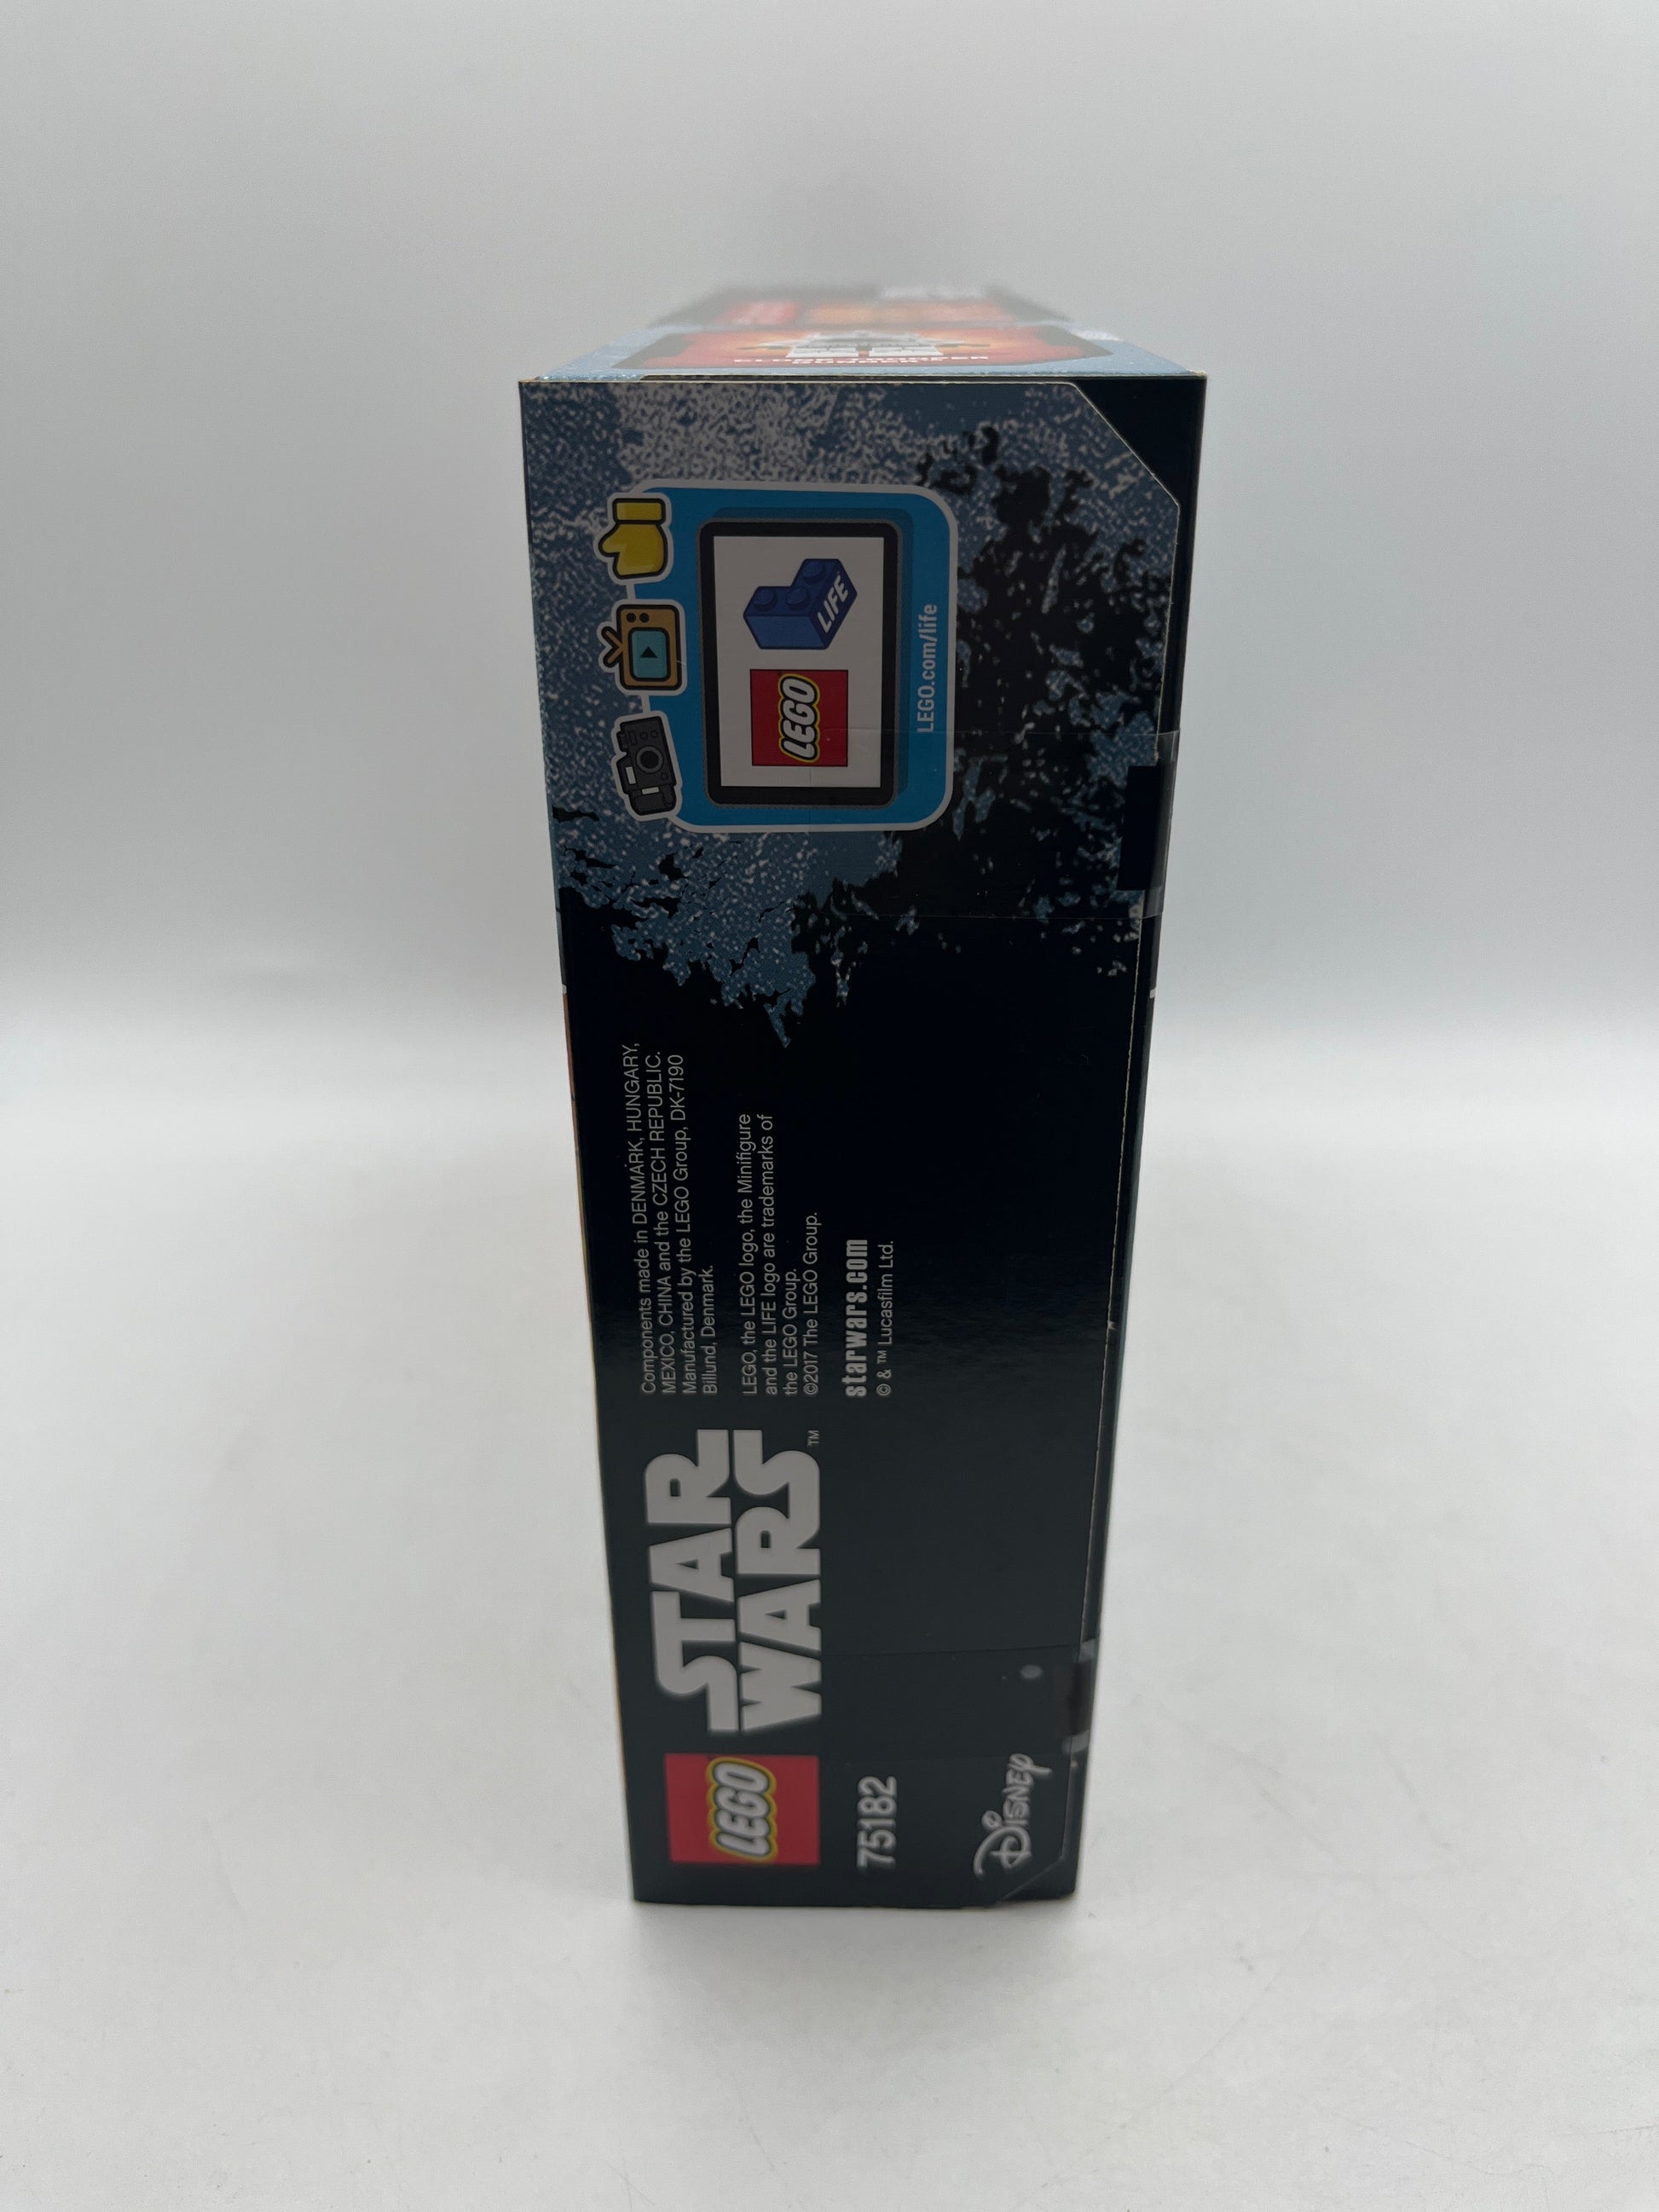 LEGO
STAR
WARS
TM
75182
Disney
Components made in DENMARK, HUNGARY,
MEXICO, CHINA and the CZECH REPUBLIC.
Manufactured by the LEGO Group, DK-7190
Billund, Denmark.
LEGO, the LEGO logo, the Minifigure
and the LIFE logo are trademarks of
the LEGO Group.
©2017 The LEGO Group.
starwars.com
© & ™ Lucasfilm Ltd.
LEGO
LIFE
LEGO.com/life